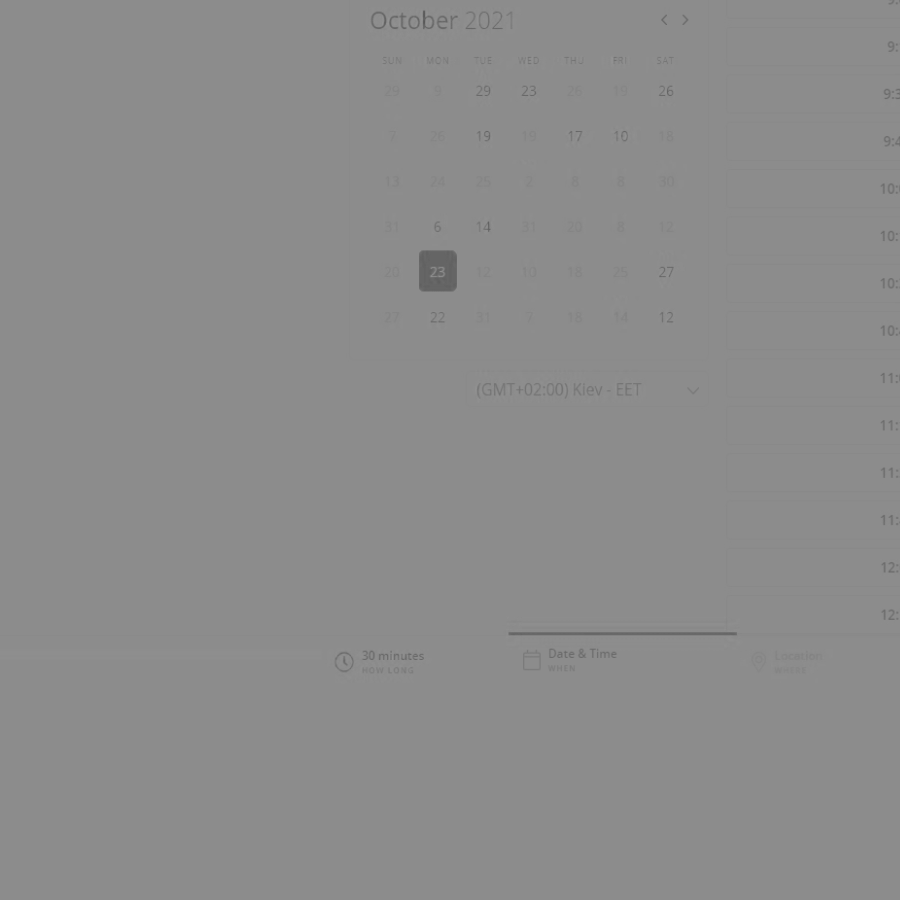 October 2021
SUN MON TUE WED THU FRI SAT
29 9 29 23 25 19 26
7 26 19 19 17 10 18
13 24 25 2 8 8 30
31 6 14 31 20 8 12
20 23 12 10 18 25 27
27 22 21 7 18 14 12
(GMT+02:00) Kiev - EET
9:
9:3
9:4
10:
10:
10:
10:
11:
11:
11:
11:
12:
12:
30 minutes
HOW LONG
Date & Time
WHEN
Location